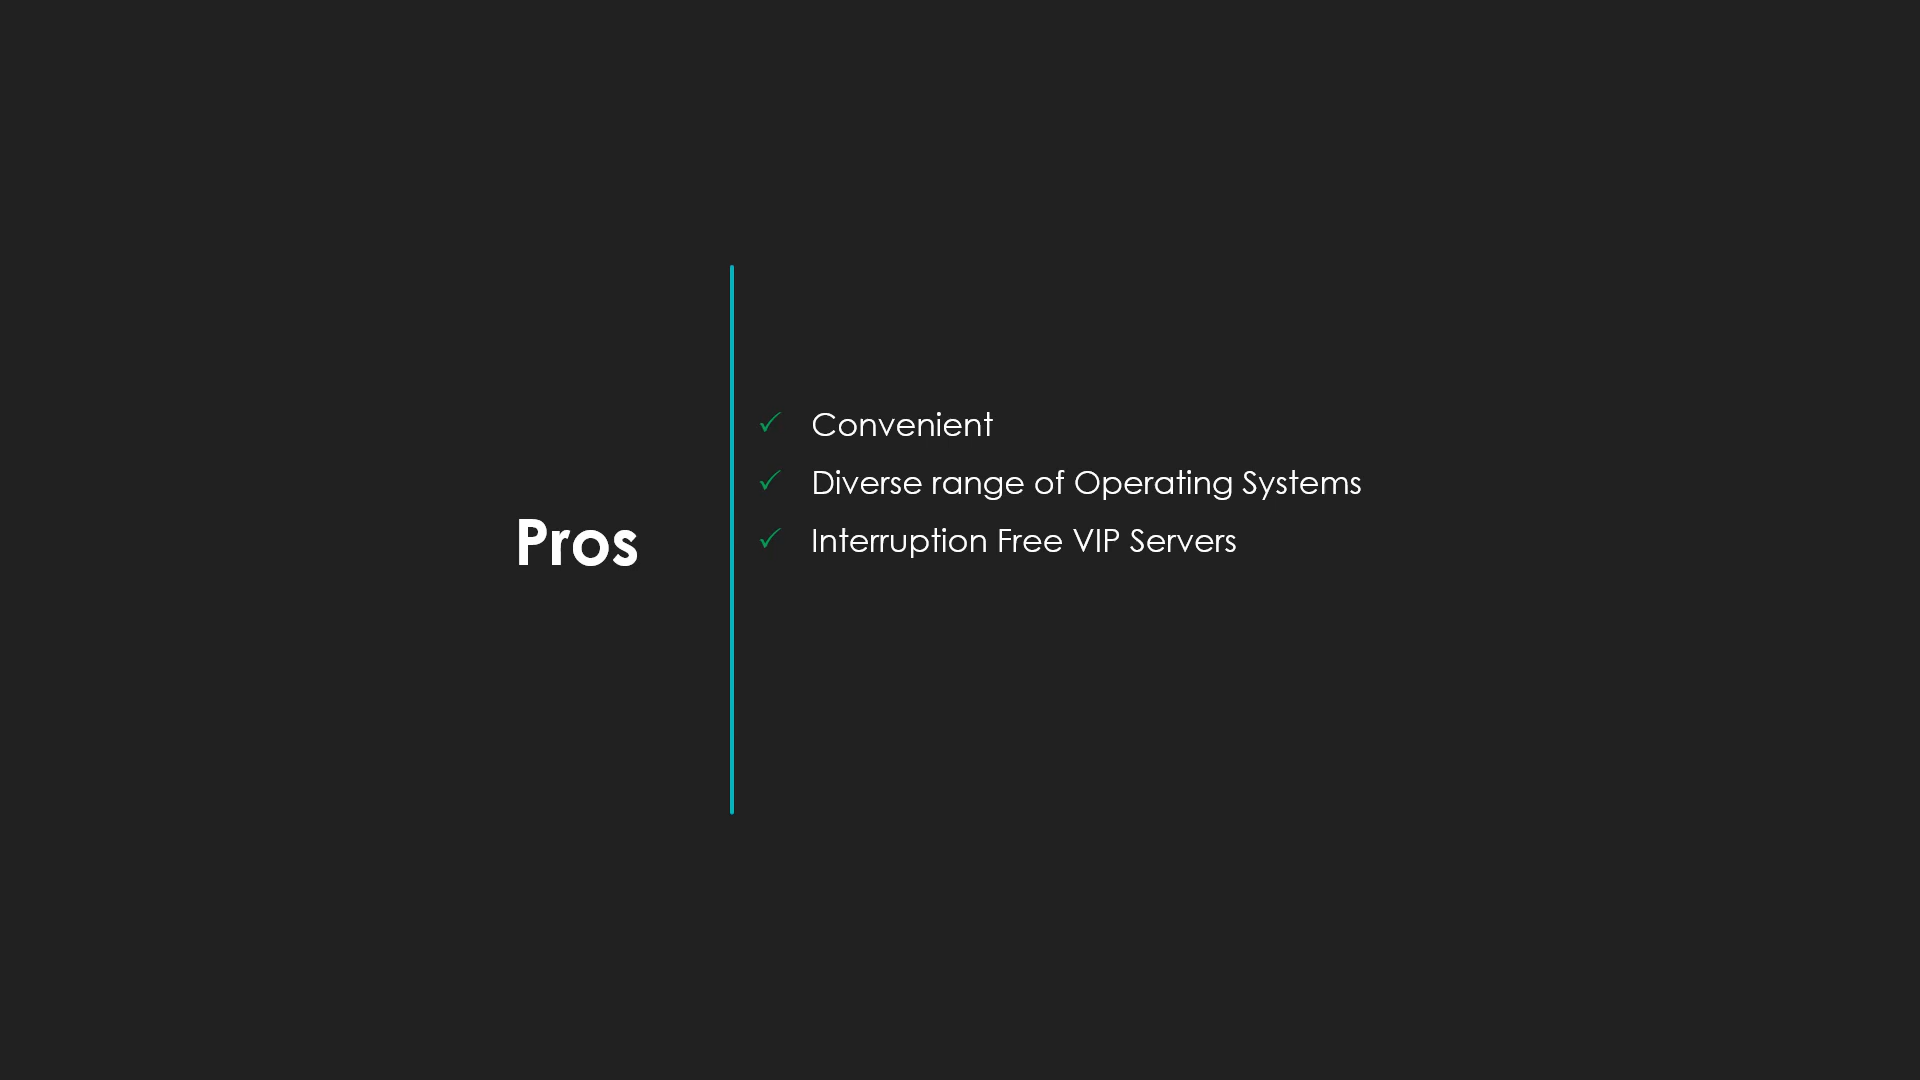 Pros
✓ Convenient
✓ Diverse range of Operating Systems
✓ Interruption Free VIP Servers